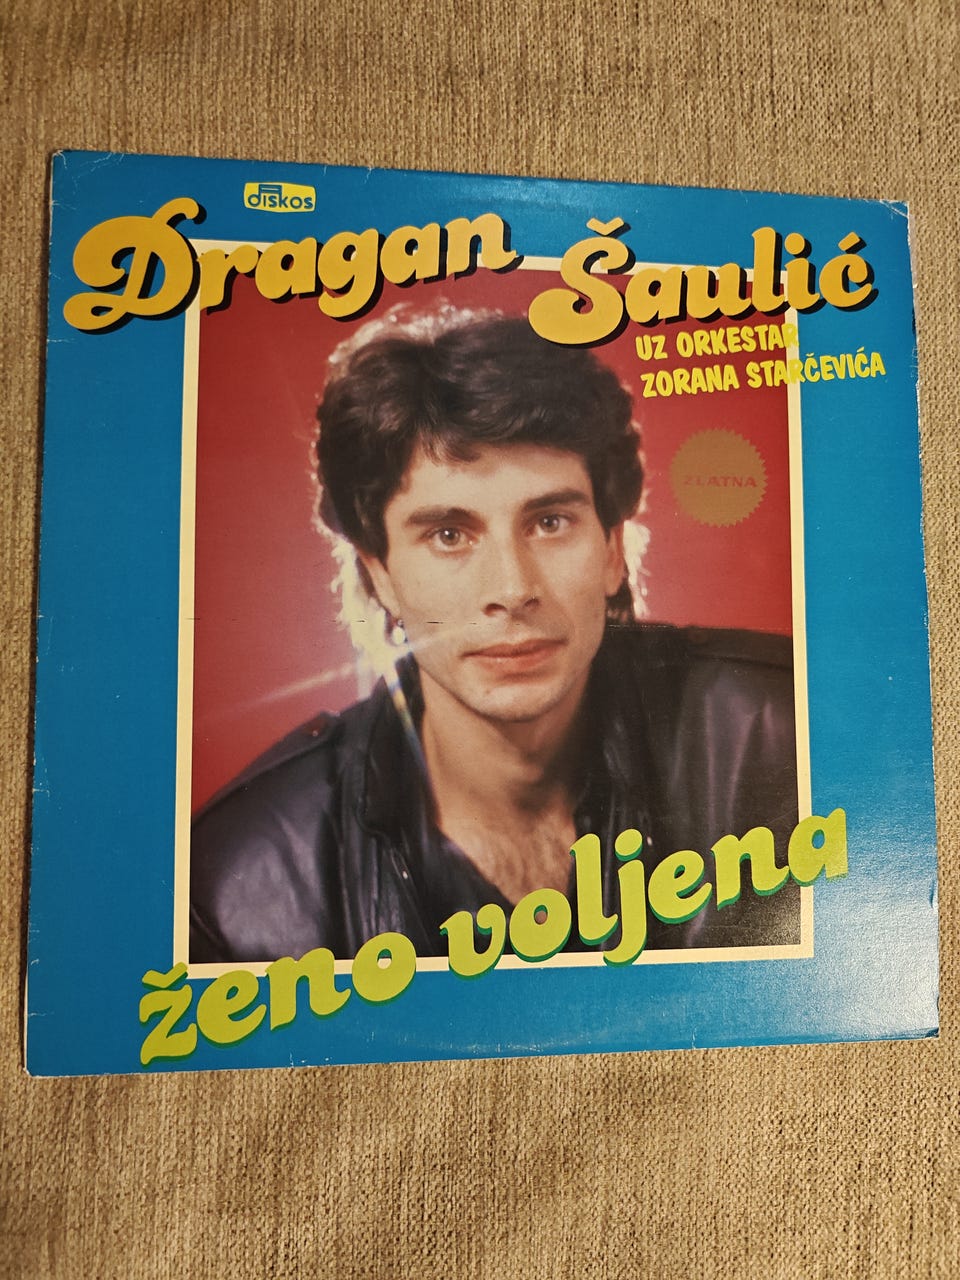 diskos
Dragan Šaulić
UZ ORKESTAR
ZORANA STARČEVIĆA
ZLATNA
ženo voljena